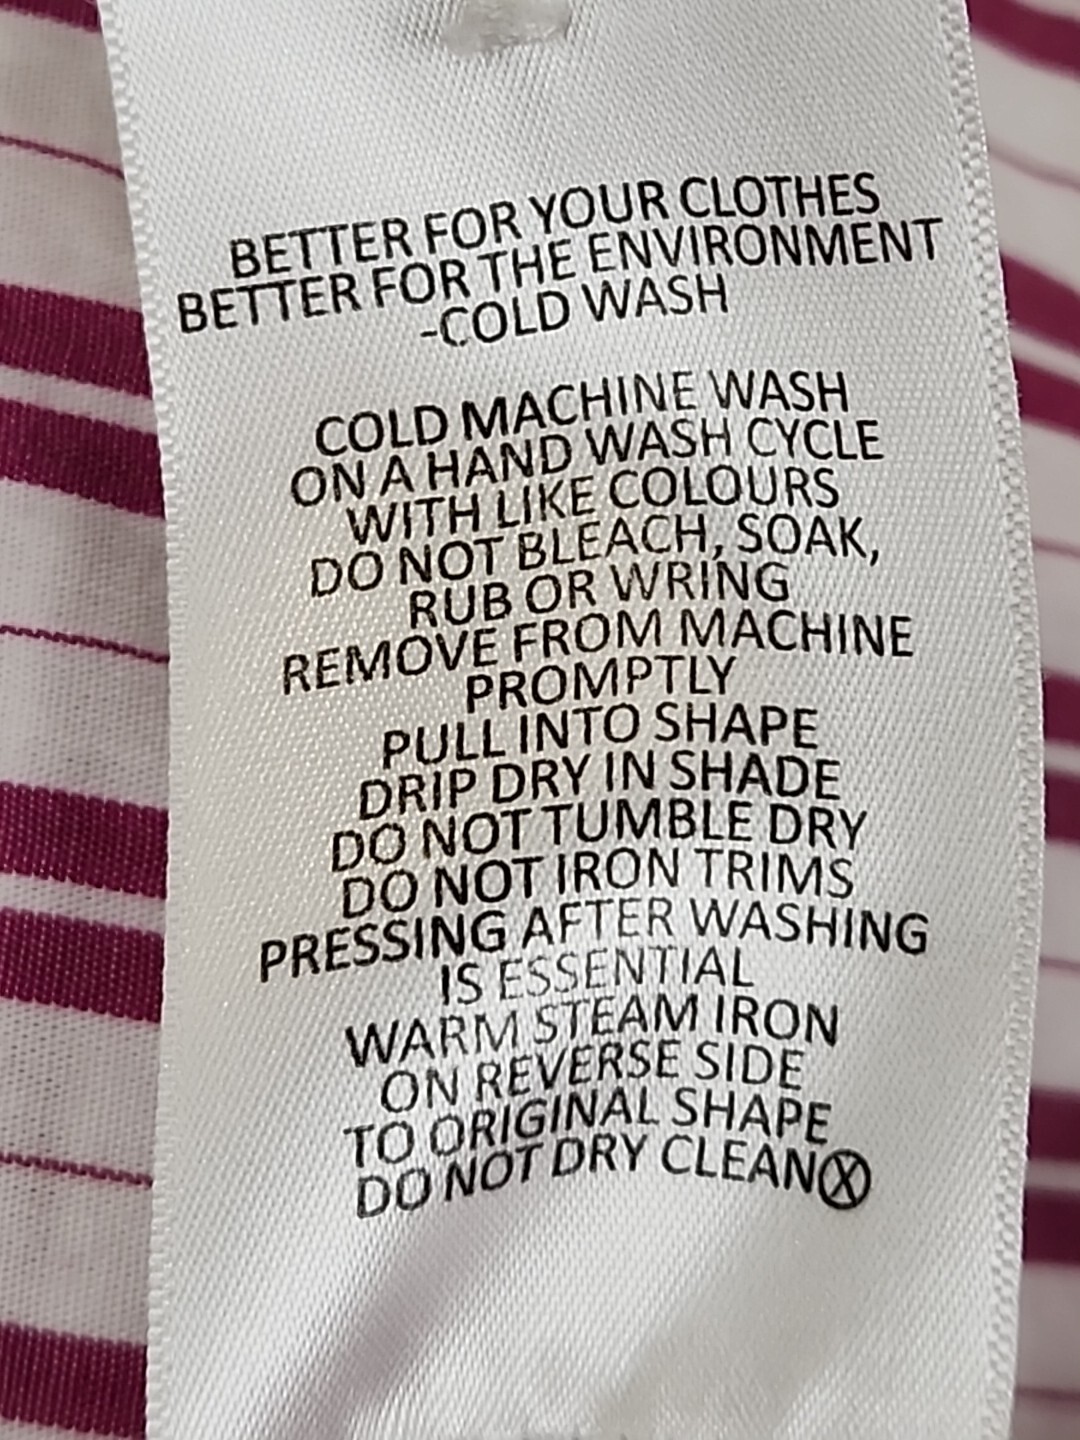 BETTER FOR YOUR CLOTHES
BETTER FOR THE ENVIRONMENT
-COLD WASH
COLD MACHINE WASH
ON A HAND WASH CYCLE
WITH LIKE COLOURS
DO NOT BLEACH, SOAK,
RUB OR WRING
REMOVE FROM MACHINE
PROMPTLY
PULL INTO SHAPE
DRIP DRY IN SHADE
DO NOT TUMBLE DRY
DO NOT IRON TRIMS
PRESSING AFTER WASHING
IS ESSENTIAL
WARM STEAM IRON
ON REVERSE SIDE
TO ORIGINAL SHAPE
DO NOT DRY CLEAN